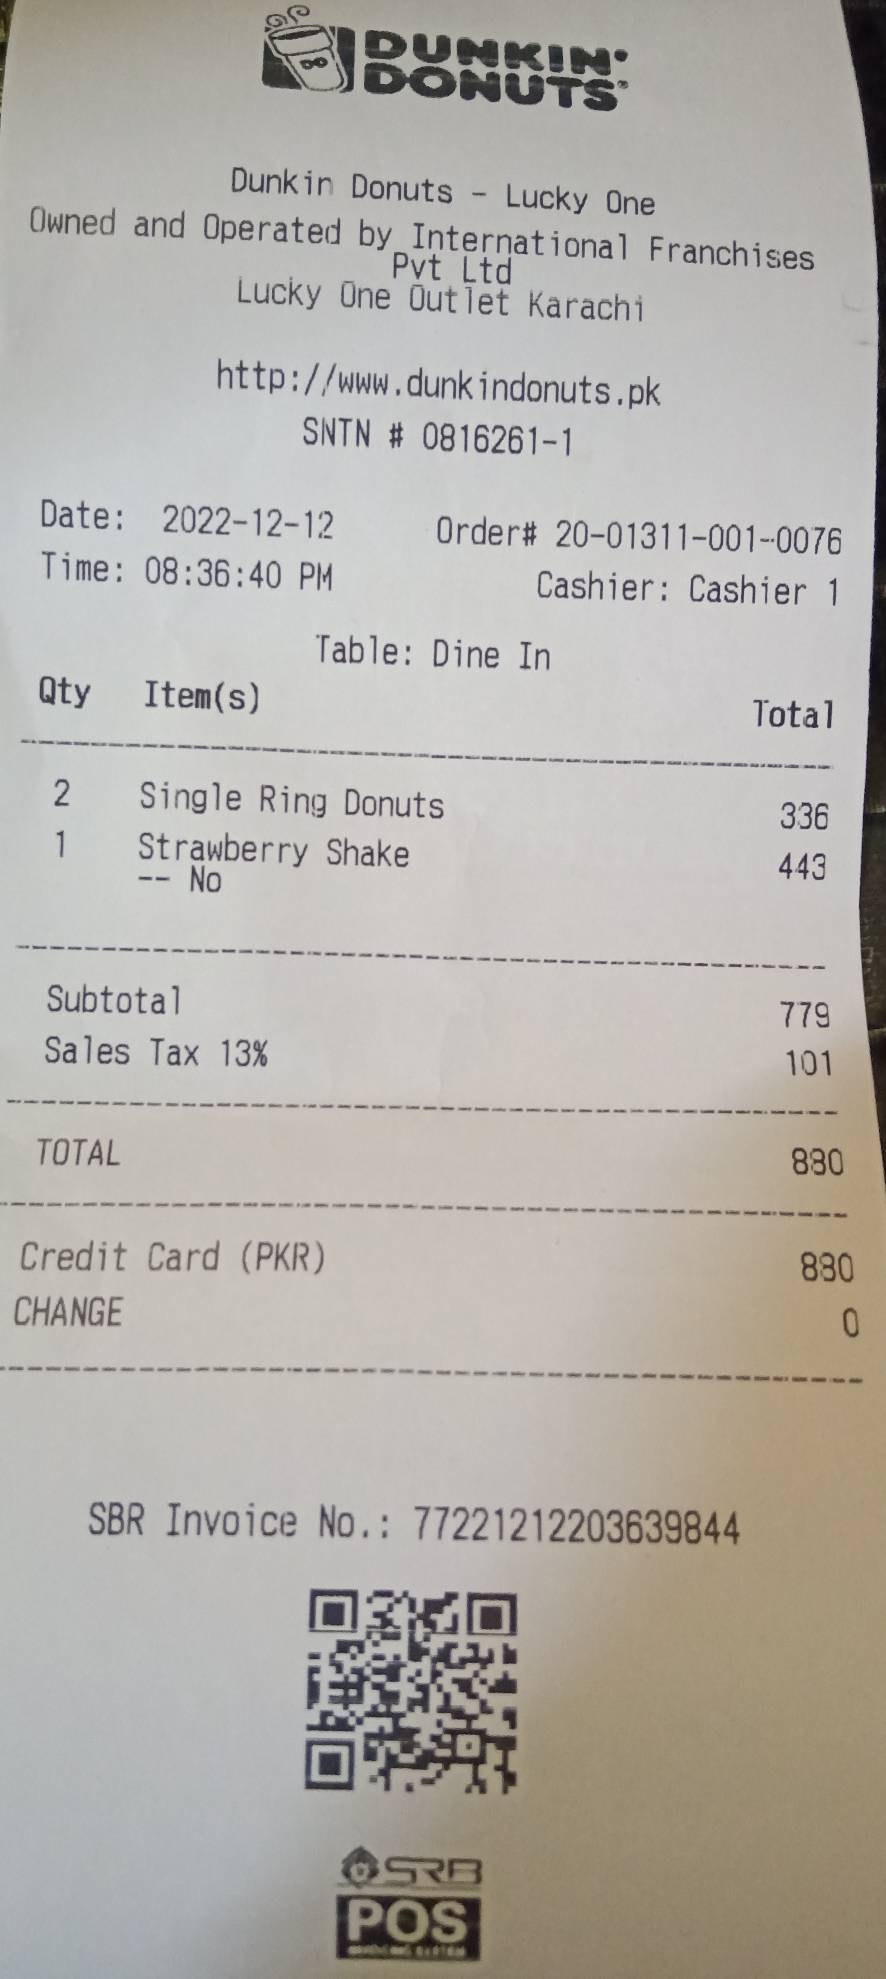 DUNKIN'
DONUTS
Dunkin Donuts - Lucky One
Owned and Operated by International Franchises
Pvt Ltd
Lucky One Outlet Karachi
http://www.dunkindonuts.pk
SNTN # 0816261-1
Date: 2022-12-12 Order# 20-01311-001-0076
Time: 08:36:40 PM Cashier: Cashier 1
Table: Dine In
Qty Item(s) Total
2 Single Ring Donuts 336
1 Strawberry Shake 443
-- No
Subtotal 779
Sales Tax 13% 101
TOTAL 880
Credit Card (PKR) 880
CHANGE 0
SBR Invoice No.: 77221212203639844
SRB
POS